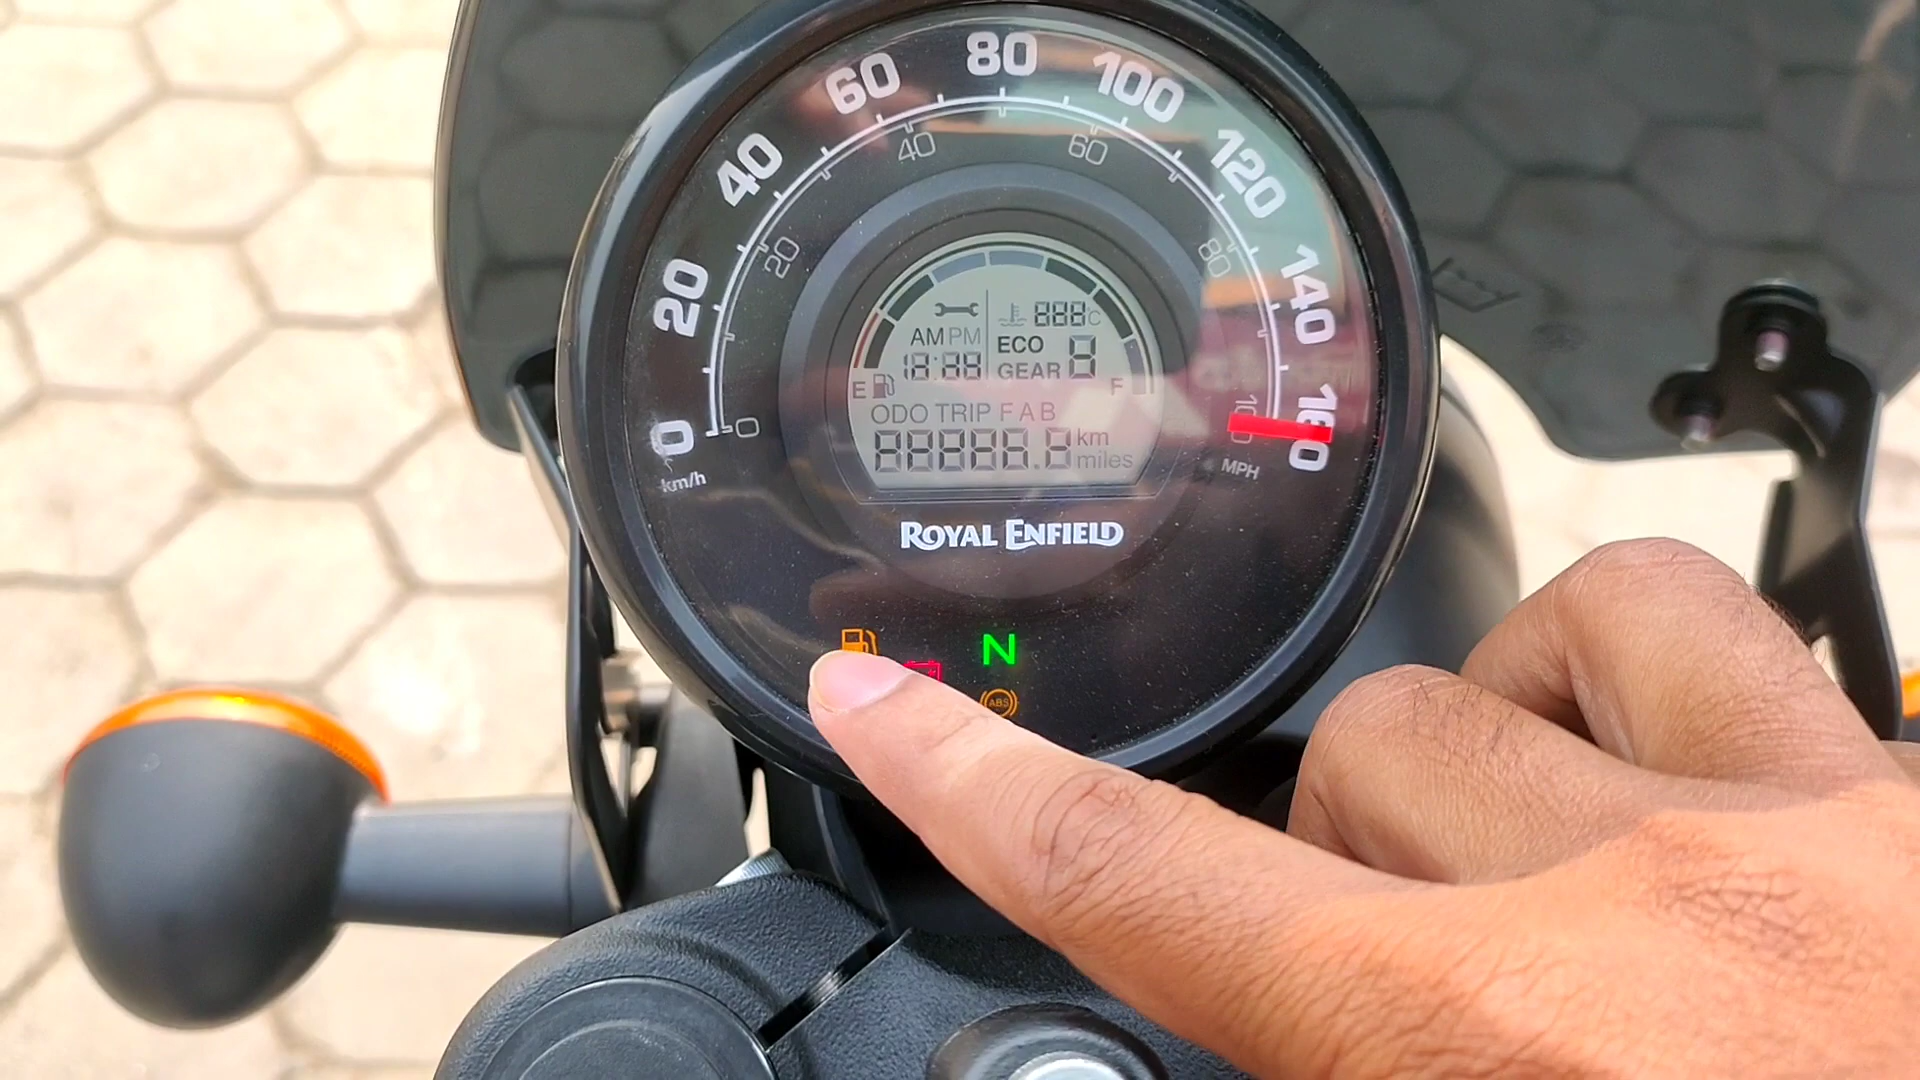 0 20 40 60 80 100 120 140 160
0 20 40 60 80 100
km/h
MPH
888°C
AM PM
ECO
18:88
GEAR 8
E
F
ODO TRIP F A B
88888.8 km
miles
ROYAL ENFIELD
N
ABS